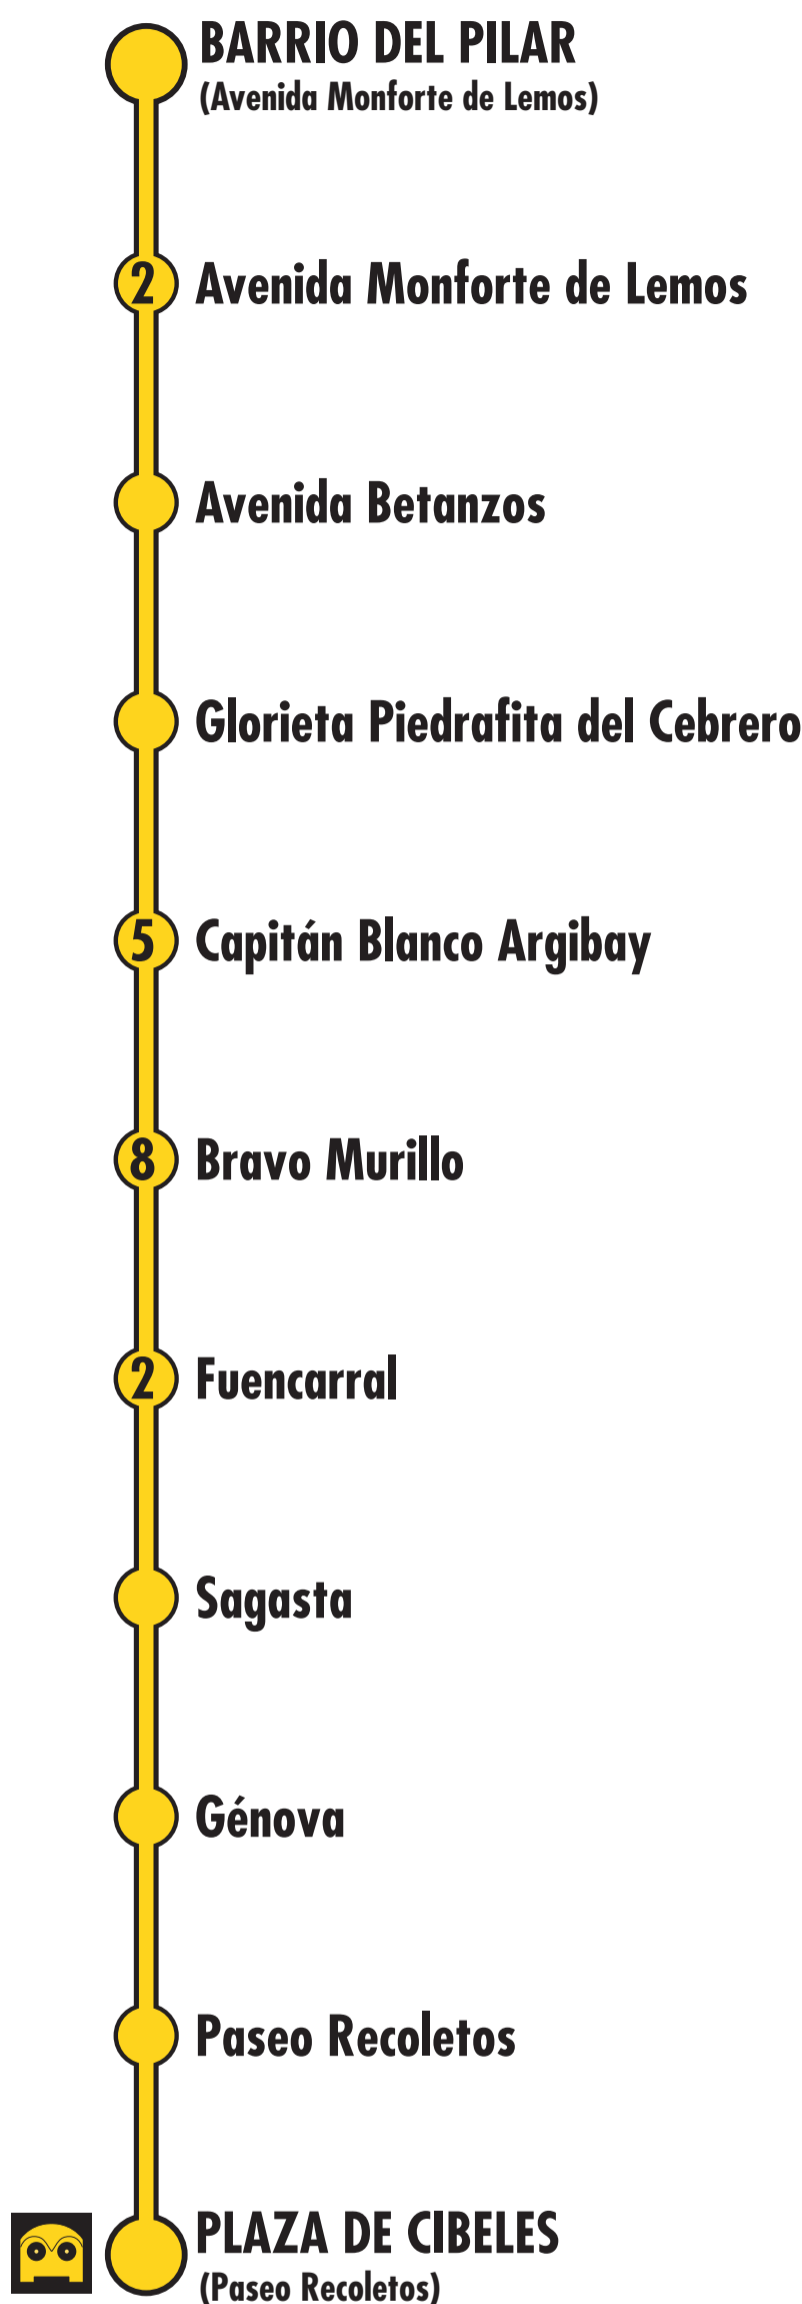 BARRIO DEL PILAR
(Avenida Monforte de Lemos)
2 Avenida Monforte de Lemos
Avenida Betanzos
Glorieta Piedrafita del Cebrero
5 Capitán Blanco Argibay
8 Bravo Murillo
2 Fuencarral
Sagasta
Génova
Paseo Recoletos
PLAZA DE CIBELES
(Paseo Recoletos)